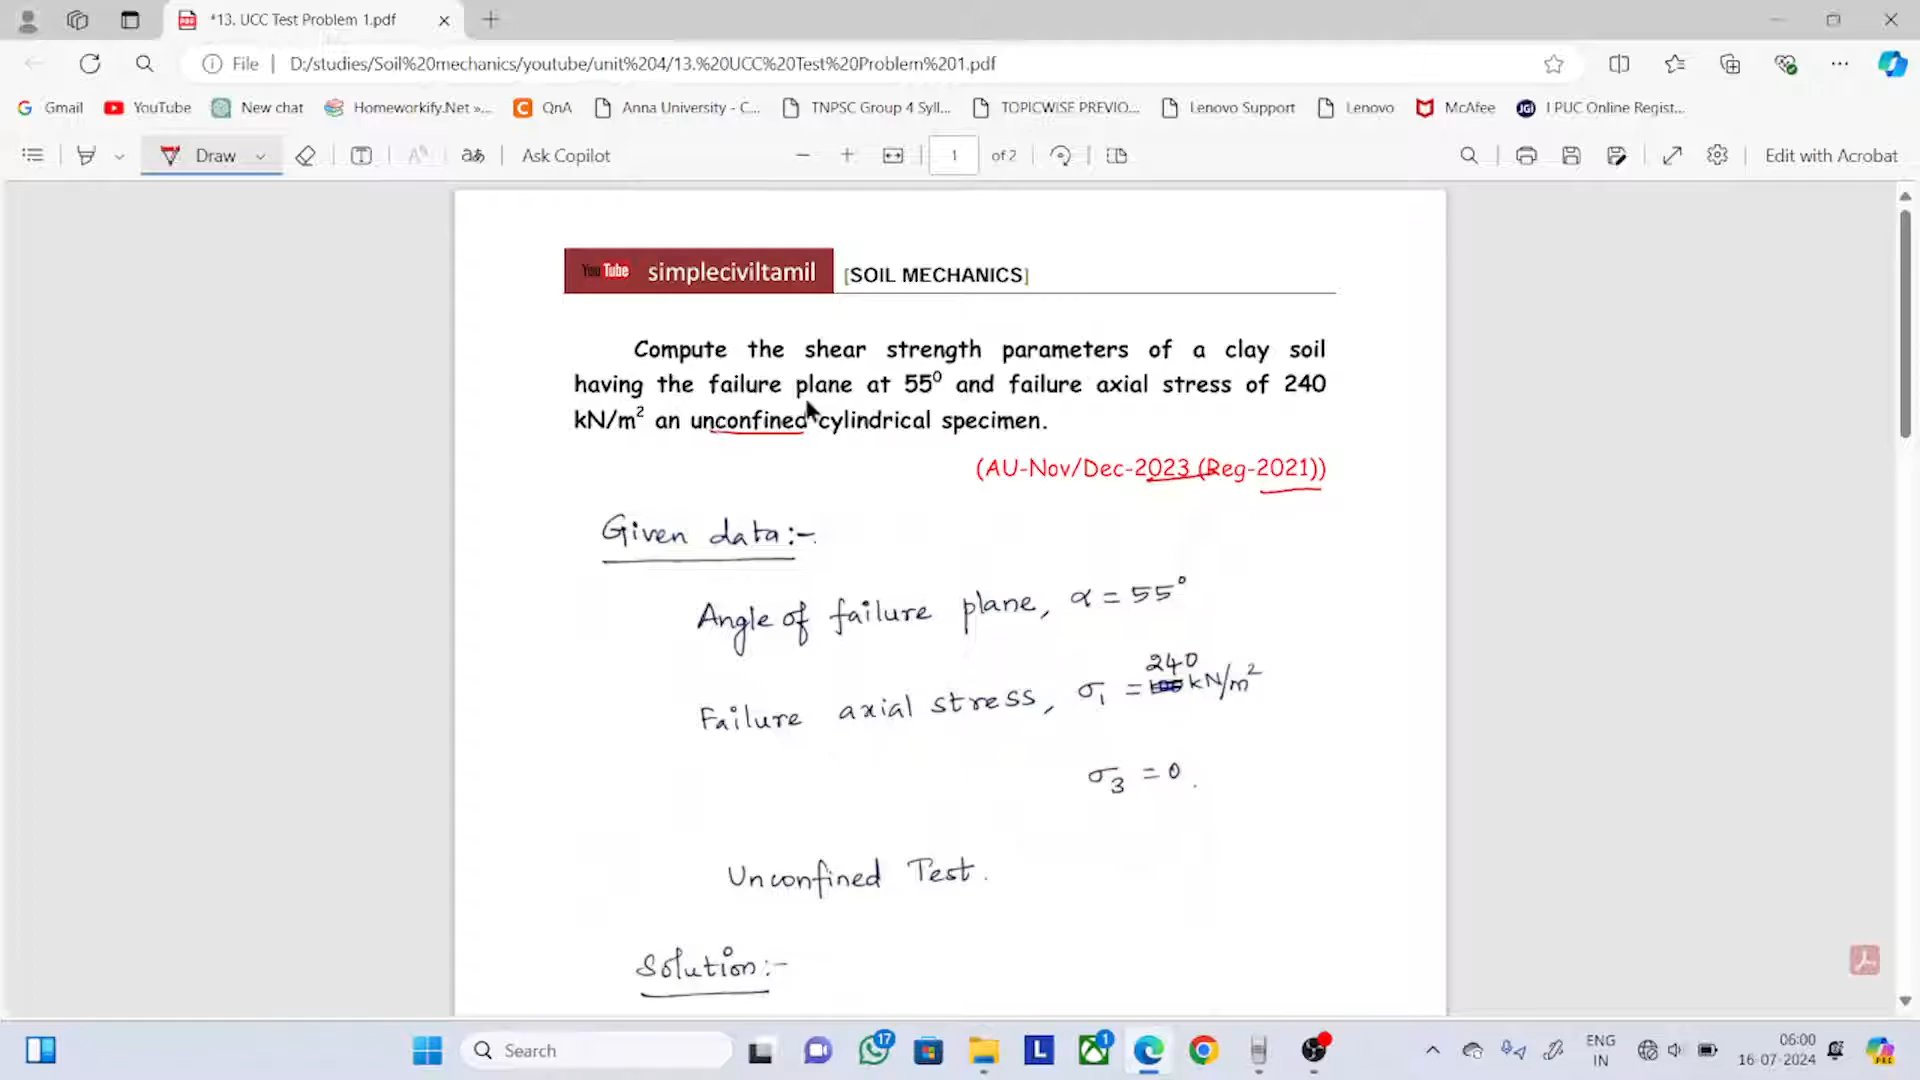 *13. UCC Test Problem 1.pdf
File
D:/studies/Soil%20mechanics/youtube/unit%204/13.%20UCC%20Test%20Problem%201.pdf
Gmail YouTube New chat Homeworkify.Net »... QnA Anna University - C... TNPSC Group 4 Syll... TOPICWISE PREVIO... Lenovo Support Lenovo McAfee I PUC Online Regist...
Draw Ask Copilot 1 of 2 Edit with Acrobat
YouTube simpleciviltamil [SOIL MECHANICS]
Compute the shear strength parameters of a clay soil
having the failure plane at 55⁰ and failure axial stress of 240
kN/m² an unconfined cylindrical specimen.
(AU-Nov/Dec-2023 (Reg-2021))
Given data:-
Angle of failure plane, α = 55°
240
Failure axial stress, σ₁ = kN/m²
σ₃ = 0.
Unconfined Test.
Solution:-
Search
17
1
ENG
IN
06:00
16-07-2024